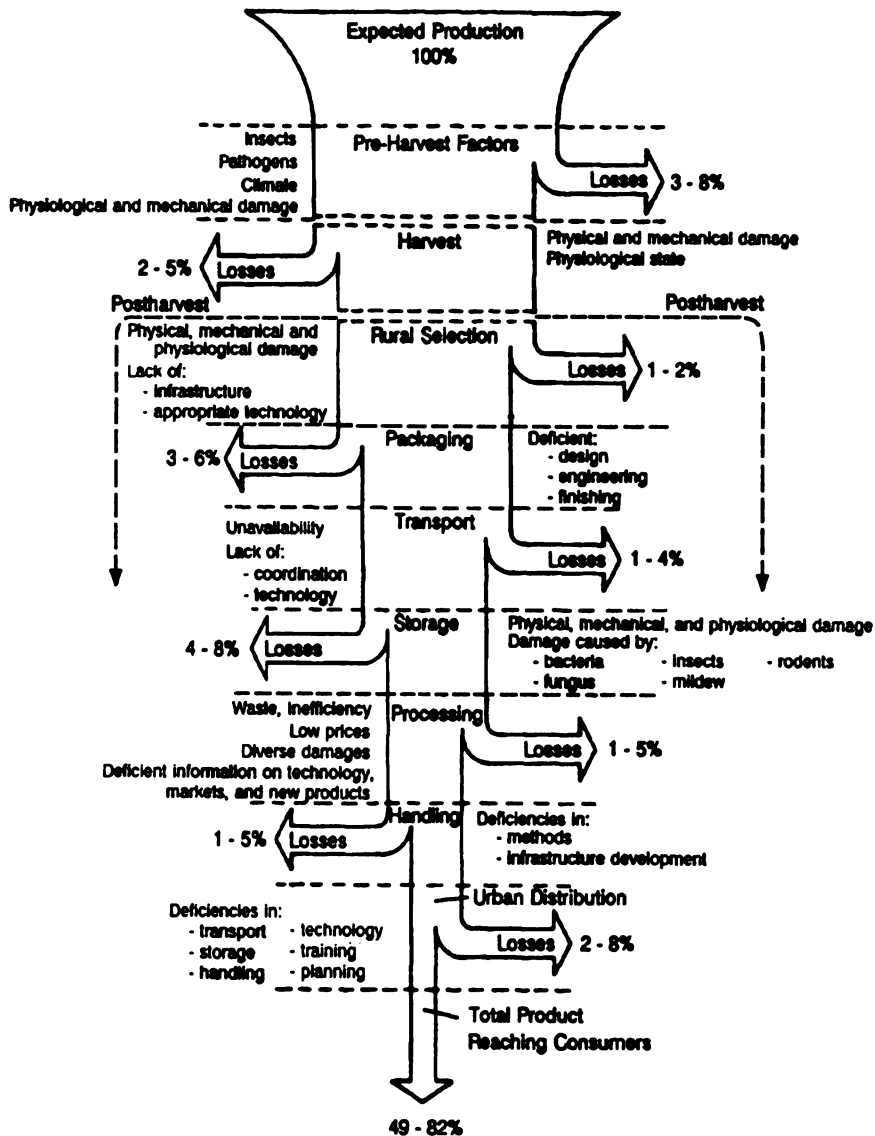 Expected Production
100%
Insects
Pathogens
Climate
Physiological and mechanical damage
Pre-Harvest Factors
Losses
3 - 8%
Harvest
Physical and mechanical damage
Physiological state
2 - 5%
Losses
Postharvest
Postharvest
Physical, mechanical and
physiological damage
Lack of:
- infrastructure
- appropriate technology
Rural Selection
Losses
1 - 2%
Packaging
Deficient:
- design
- engineering
- finishing
3 - 6%
Losses
Transport
Unavailability
Lack of:
- coordination
- technology
Losses
1 - 4%
Storage
Physical, mechanical, and physiological damage
Damage caused by:
- bacteria - insects - rodents
- fungus - mildew
4 - 8%
Losses
Waste, inefficiency
Low prices
Diverse damages
Deficient information on technology,
markets, and new products
Processing
Losses
1 - 5%
Handling
Deficiencies in:
- methods
- infrastructure development
1 - 5%
Losses
Urban Distribution
Deficiencies in:
- transport - technology
- storage - training
- handling - planning
Losses
2 - 8%
Total Product
Reaching Consumers
49 - 82%